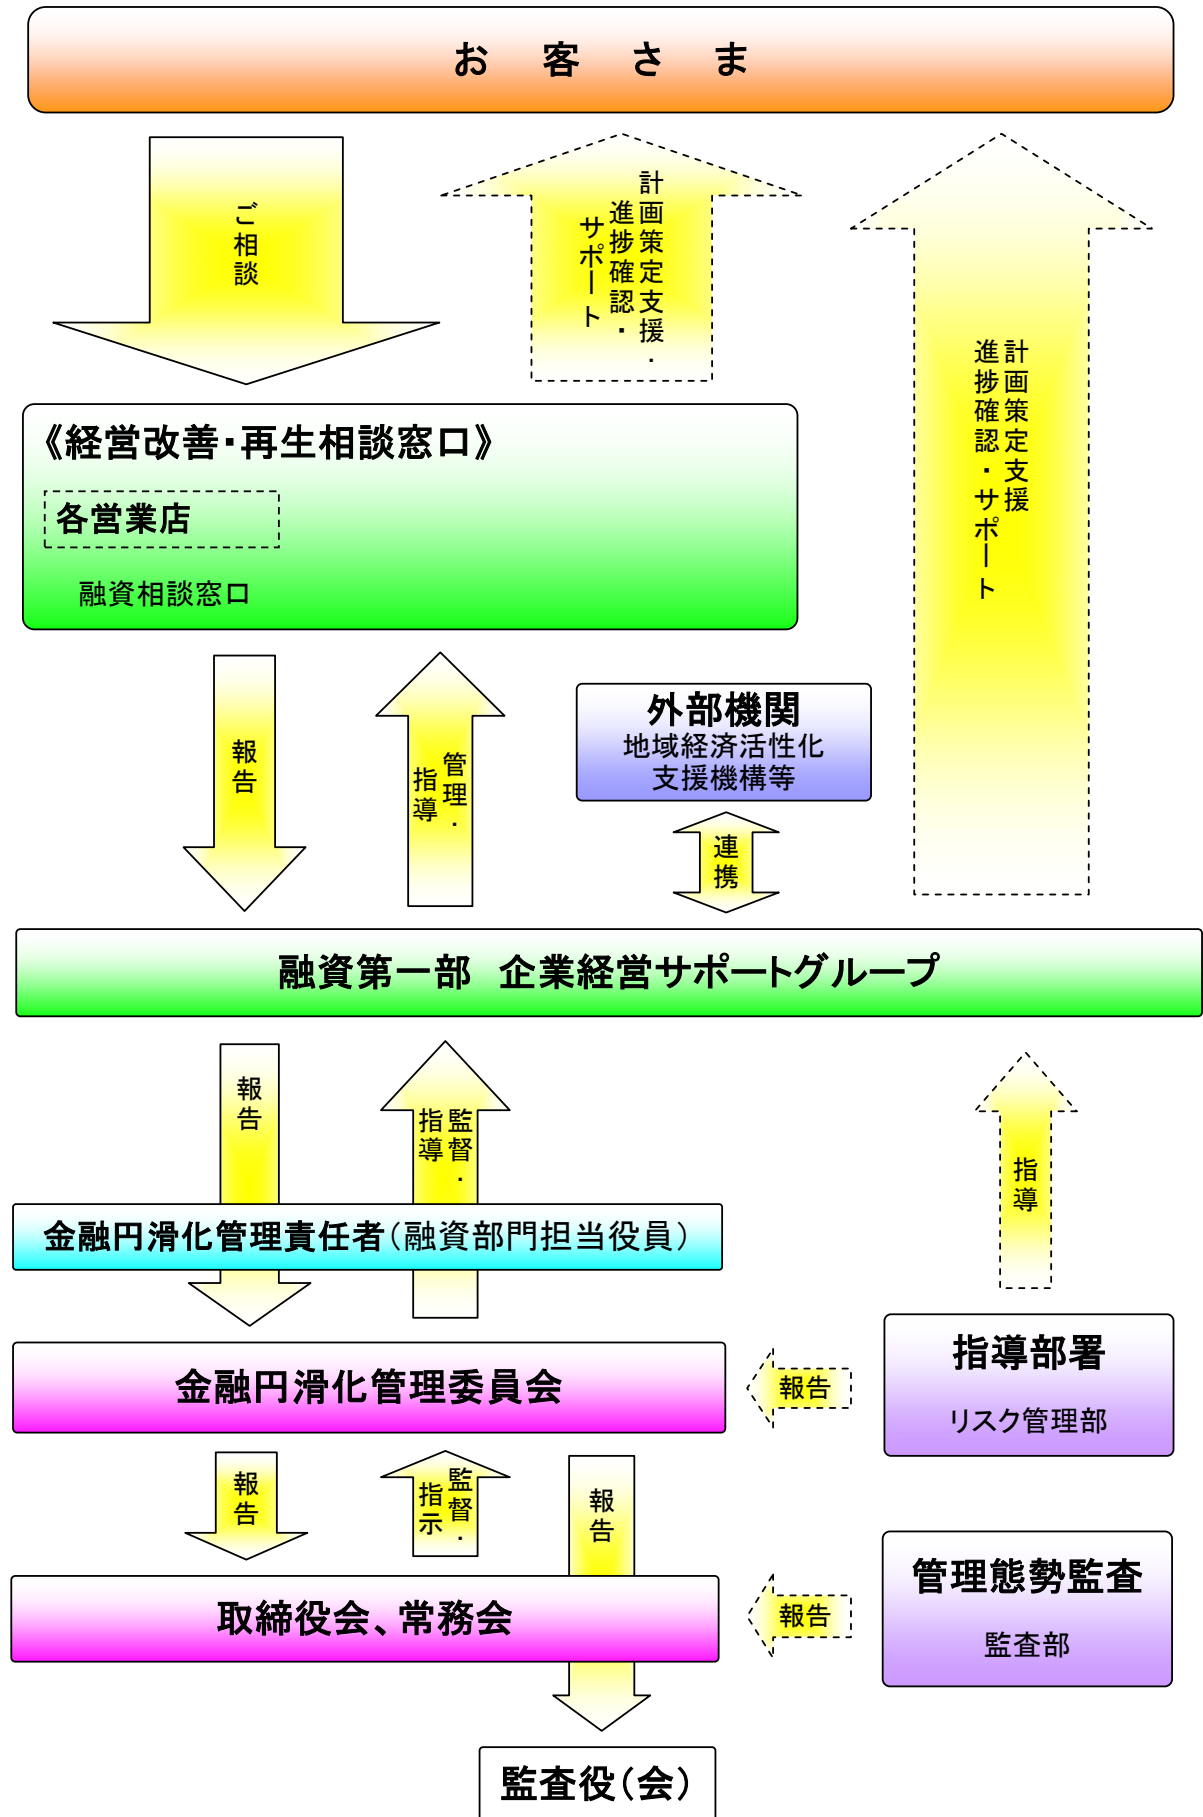 お客さま
ご相談
計画策定支援・
進捗確認・
サポート
計画策定支援
進捗確認・サポート
《経営改善・再生相談窓口》
各営業店
融資相談窓口
報告
管理・
指導
外部機関
地域経済活性化
支援機構等
連携
融資第一部 企業経営サポートグループ
報告
監督・
指導
指導
金融円滑化管理責任者（融資部門担当役員）
金融円滑化管理委員会
報告
指導部署
リスク管理部
報告
監督・
指示
報告
取締役会、常務会
報告
管理態勢監査
監査部
監査役（会）